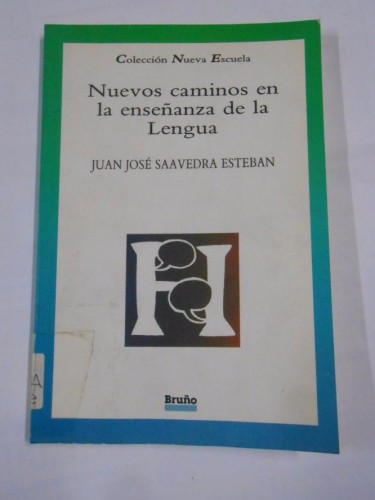 Colección Nueva Escuela
Nuevos caminos en
la enseñanza de la
Lengua
JUAN JOSÉ SAAVEDRA ESTEBAN
Bruño